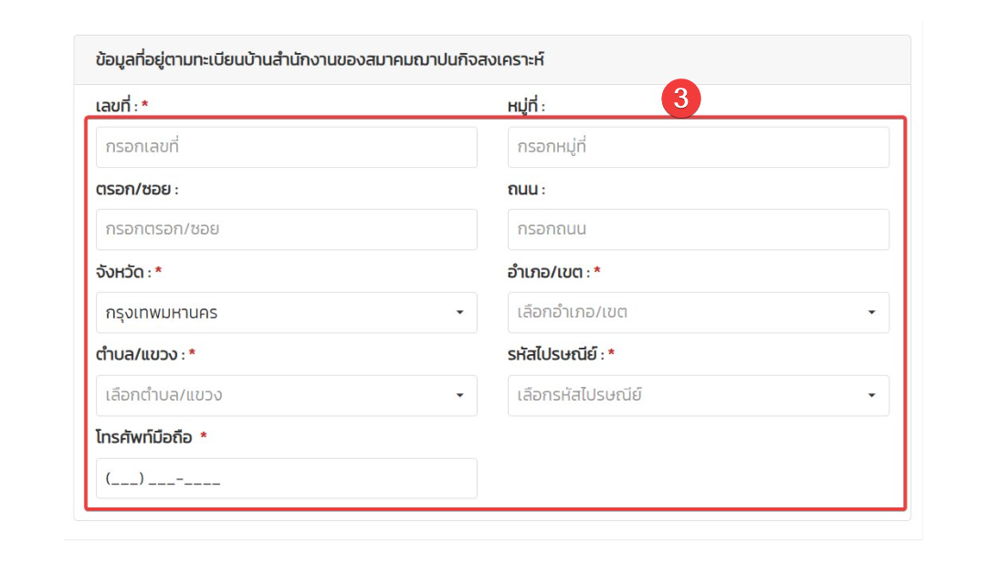 ข้อมูลที่อยู่ตามทะเบียนบ้านสำนักงานของสมาคมฌาปนกิจสงเคราะห์
เลขที่ : *
หมู่ที่ :
3
กรอกเลขที่
กรอกหมู่ที่
ตรอก/ซอย :
ถนน :
กรอกตรอก/ซอย
กรอกถนน
จังหวัด : *
อำเภอ/เขต : *
กรุงเทพมหานคร
เลือกอำเภอ/เขต
ตำบล/แขวง : *
รหัสไปรษณีย์ : *
เลือกตำบล/แขวง
เลือกรหัสไปรษณีย์
โทรศัพท์มือถือ *
(___) ___-____